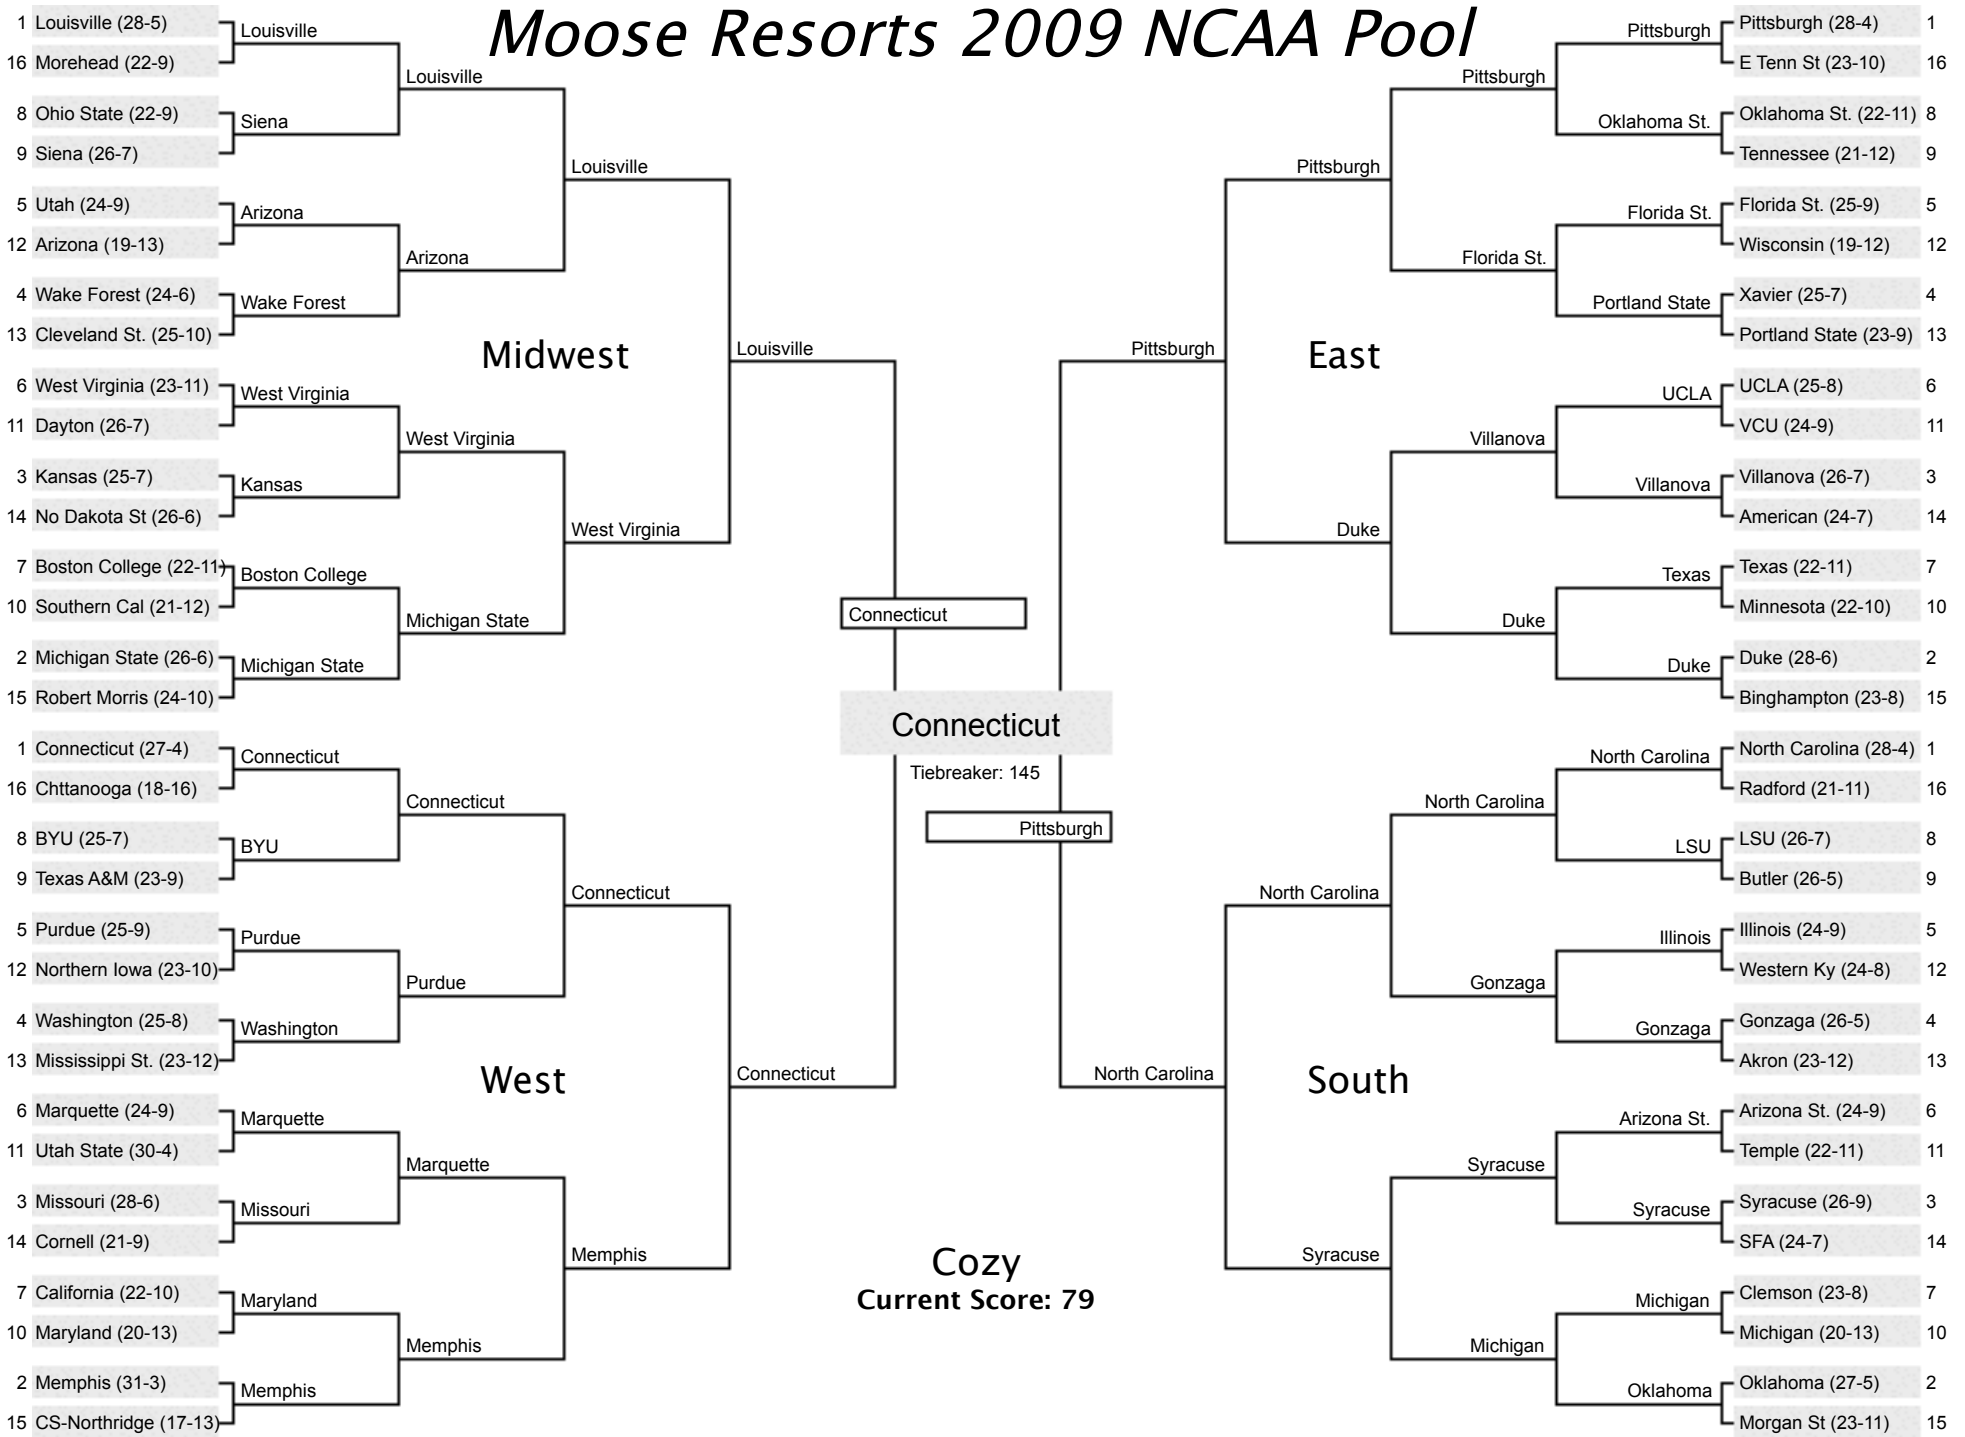 Moose Resorts 2009 NCAA Pool
1 Louisville (28-5)
16 Morehead (22-9)
8 Ohio State (22-9)
9 Siena (26-7)
5 Utah (24-9)
12 Arizona (19-13)
4 Wake Forest (24-6)
13 Cleveland St. (25-10)
6 West Virginia (23-11)
11 Dayton (26-7)
3 Kansas (25-7)
14 No Dakota St (26-6)
7 Boston College (22-11)
10 Southern Cal (21-12)
2 Michigan State (26-6)
15 Robert Morris (24-10)
Louisville
Siena
Arizona
Wake Forest
West Virginia
Kansas
Boston College
Michigan State
Louisville
Arizona
West Virginia
Michigan State
Louisville
West Virginia
Louisville
Midwest
1 Connecticut (27-4)
16 Chttanooga (18-16)
8 BYU (25-7)
9 Texas A&M (23-9)
5 Purdue (25-9)
12 Northern Iowa (23-10)
4 Washington (25-8)
13 Mississippi St. (23-12)
6 Marquette (24-9)
11 Utah State (30-4)
3 Missouri (28-6)
14 Cornell (21-9)
7 California (22-10)
10 Maryland (20-13)
2 Memphis (31-3)
15 CS-Northridge (17-13)
Connecticut
BYU
Purdue
Washington
Marquette
Missouri
Maryland
Memphis
Connecticut
Purdue
Marquette
Memphis
Connecticut
Memphis
Connecticut
West
Connecticut
Connecticut
Tiebreaker: 145
Pittsburgh
Cozy
Current Score: 79
Pittsburgh (28-4) 1
E Tenn St (23-10) 16
Oklahoma St. (22-11) 8
Tennessee (21-12) 9
Florida St. (25-9) 5
Wisconsin (19-12) 12
Xavier (25-7) 4
Portland State (23-9) 13
UCLA (25-8) 6
VCU (24-9) 11
Villanova (26-7) 3
American (24-7) 14
Texas (22-11) 7
Minnesota (22-10) 10
Duke (28-6) 2
Binghampton (23-8) 15
Pittsburgh
Oklahoma St.
Florida St.
Portland State
UCLA
Villanova
Texas
Duke
Pittsburgh
Florida St.
Villanova
Duke
Pittsburgh
Duke
Pittsburgh
East
North Carolina (28-4) 1
Radford (21-11) 16
LSU (26-7) 8
Butler (26-5) 9
Illinois (24-9) 5
Western Ky (24-8) 12
Gonzaga (26-5) 4
Akron (23-12) 13
Arizona St. (24-9) 6
Temple (22-11) 11
Syracuse (26-9) 3
SFA (24-7) 14
Clemson (23-8) 7
Michigan (20-13) 10
Oklahoma (27-5) 2
Morgan St (23-11) 15
North Carolina
LSU
Illinois
Gonzaga
Arizona St.
Syracuse
Michigan
Oklahoma
North Carolina
Gonzaga
Syracuse
Michigan
North Carolina
Syracuse
North Carolina
South